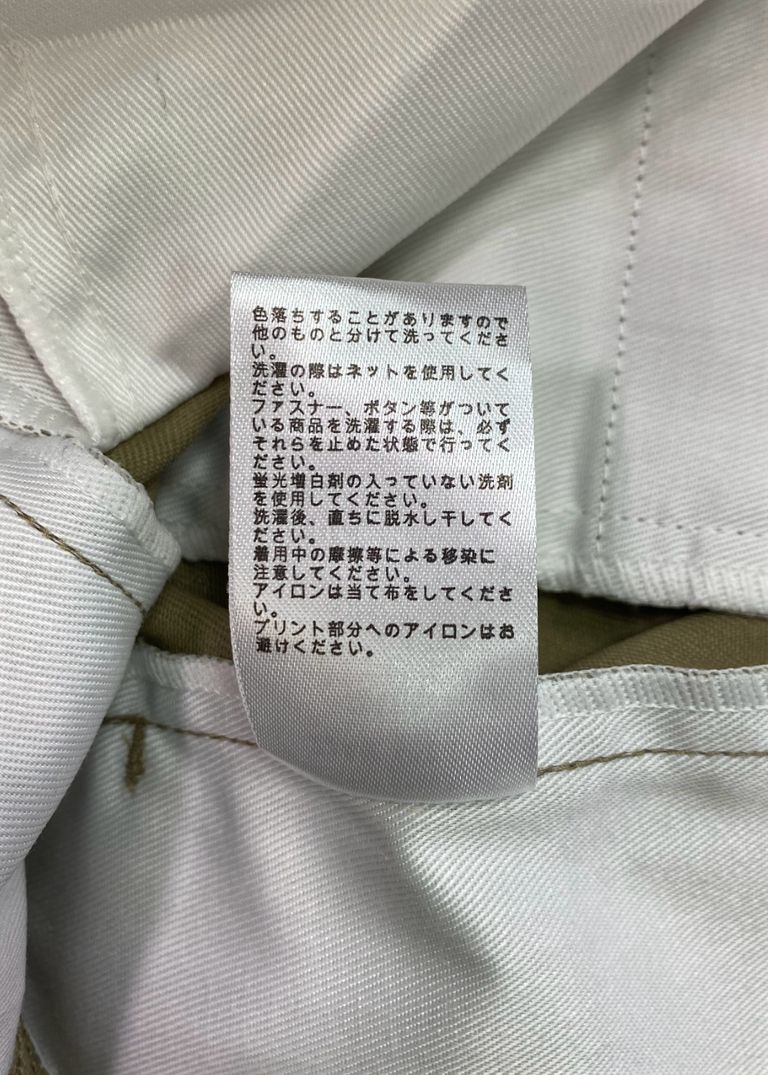 色落ちすることがありますので
他のものと分けて洗ってくださ
い。
洗濯の際はネットを使用してく
ださい。
ファスナー、ボタン等がついて
いる商品を洗濯する際は、必ず
それらを止めた状態で行ってく
ださい。
蛍光増白剤の入っていない洗剤
を使用してください。
洗濯後、直ちに脱水し干してく
ださい。
着用中の摩擦等による移染に
注意してください。
アイロンは当て布をしてくださ
い。
プリント部分へのアイロンはお
避けください。